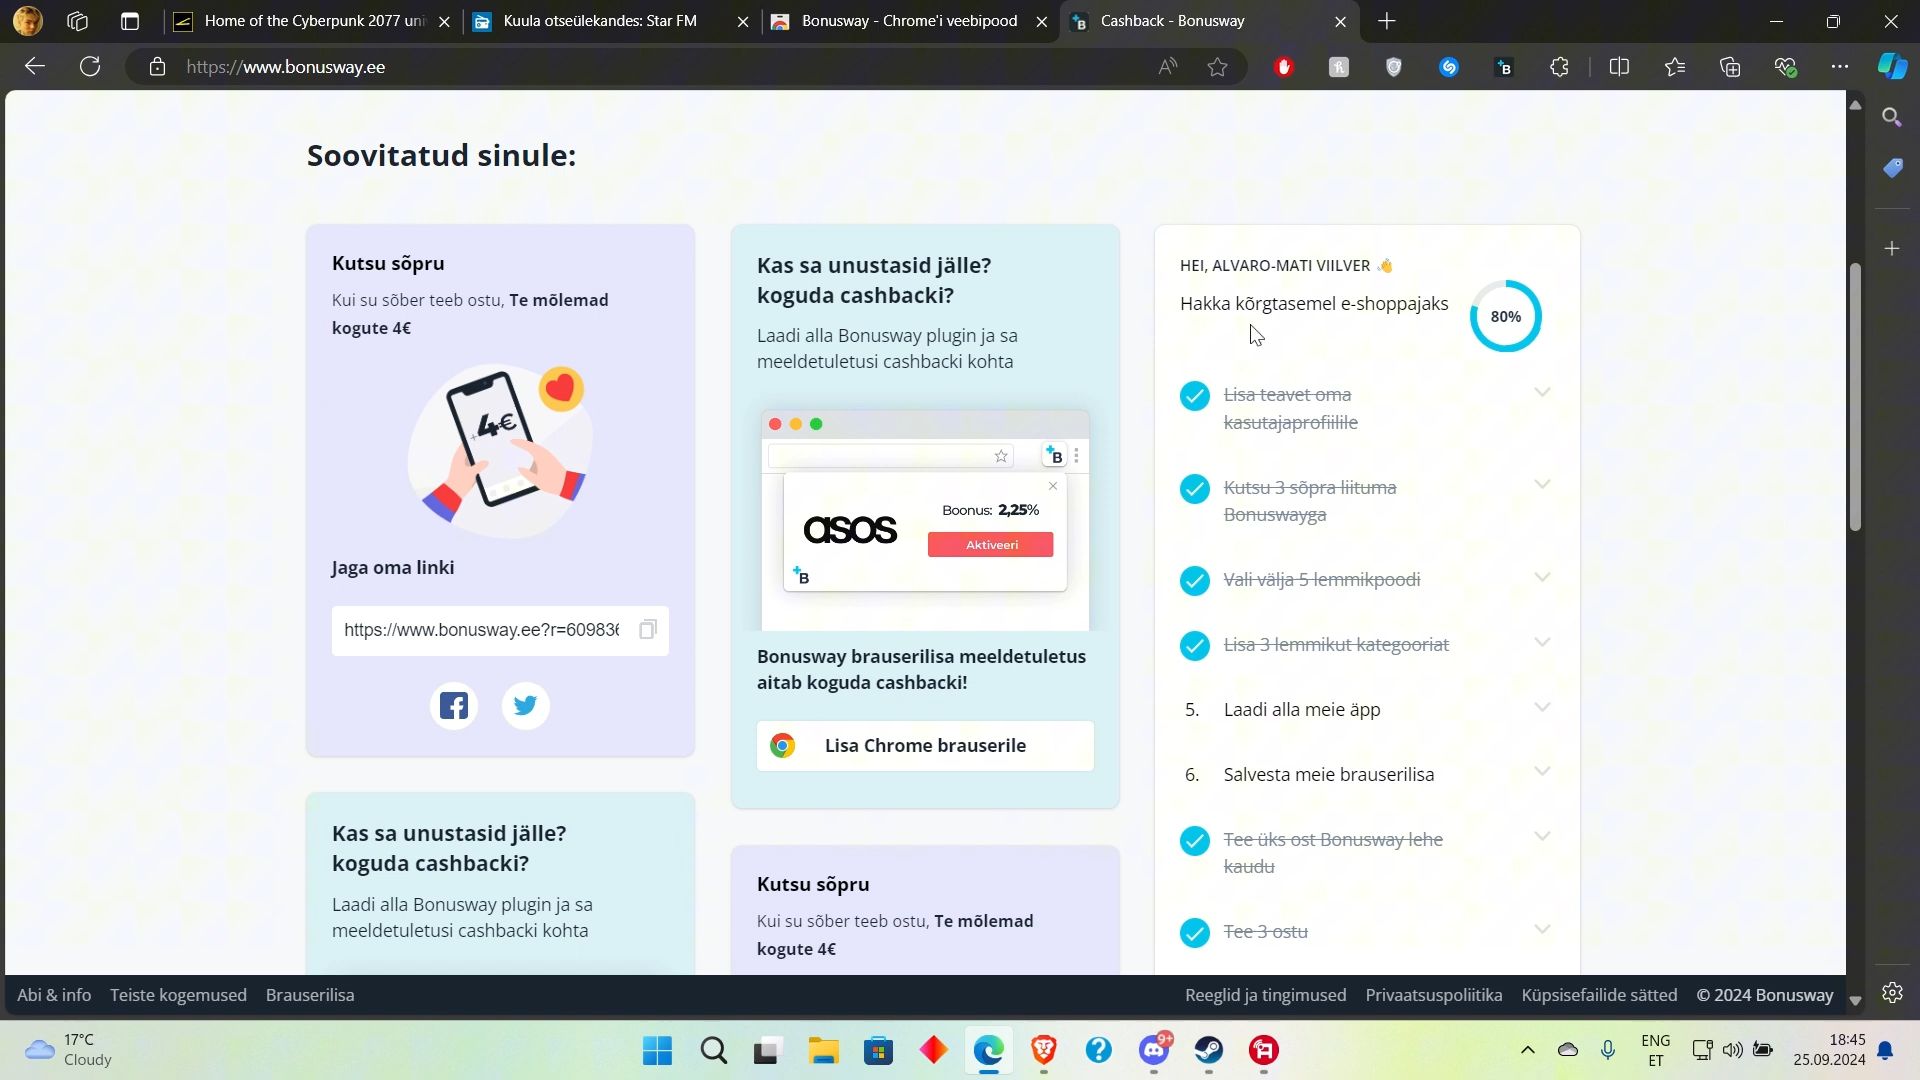 Home of the Cyberpunk 2077 uni
Kuula otseülekandes: Star FM
Bonusway - Chrome'i veebipood
Cashback - Bonusway
https://www.bonusway.ee
Soovitatud sinule:
Kutsu sõpru
Kui su sõber teeb ostu, Te mõlemad
kogute 4€
+4€
Jaga oma linki
https://www.bonusway.ee?r=609836
Kas sa unustasid jälle?
koguda cashbacki?
Laadi alla Bonusway plugin ja sa
meeldetuletusi cashbacki kohta
Kas sa unustasid jälle?
koguda cashbacki?
Laadi alla Bonusway plugin ja sa
meeldetuletusi cashbacki kohta
+B
asos
Boonus: 2,25%
Aktiveeri
+B
Bonusway brauserilisa meeldetuletus
aitab koguda cashbacki!
Lisa Chrome brauserile
Kutsu sõpru
Kui su sõber teeb ostu, Te mõlemad
kogute 4€
HEI, ALVARO-MATI VIILVER 👋
Hakka kõrgtasemel e-shoppajaks
80%
Lisa teavet oma
kasutajaprofiilile
Kutsu 3 sõpra liituma
Bonuswayga
Vali välja 5 lemmikpoodi
Lisa 3 lemmikut kategooriat
5. Laadi alla meie äpp
6. Salvesta meie brauserilisa
Tee üks ost Bonusway lehe
kaudu
Tee 3 ostu
Abi & info Teiste kogemused Brauserilisa
Reeglid ja tingimused Privaatsuspoliitika Küpsisefailide sätted © 2024 Bonusway
17°C
Cloudy
9+
ENG
ET
18:45
25.09.2024